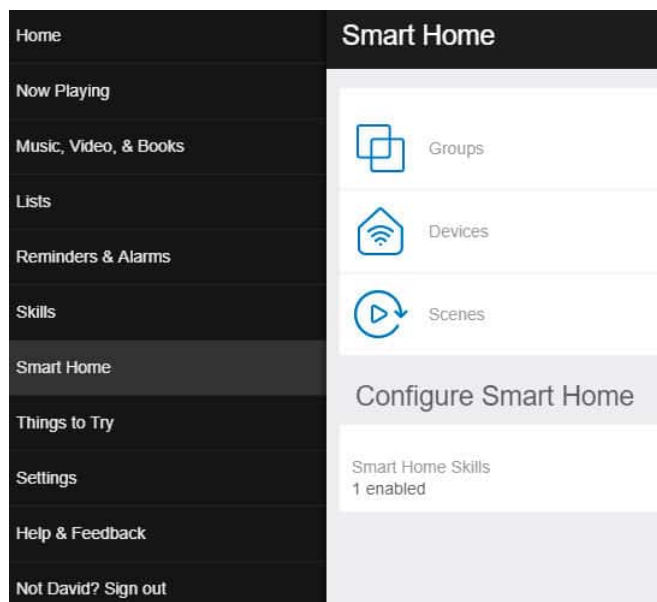 Home
Now Playing
Music, Video, & Books
Lists
Reminders & Alarms
Skills
Smart Home
Things to Try
Settings
Help & Feedback
Not David? Sign out
Smart Home
Groups
Devices
Scenes
Configure Smart Home
Smart Home Skills
1 enabled